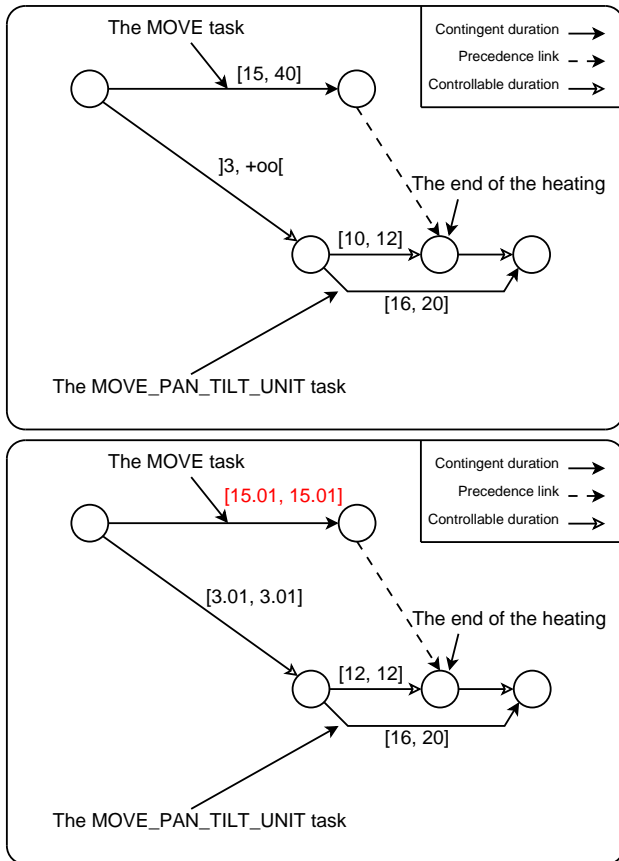 The MOVE task
Contingent duration
Precedence link
Controllable duration
[15, 40]
]3, +oo[
The end of the heating
[10, 12]
[16, 20]
The MOVE_PAN_TILT_UNIT task
The MOVE task
Contingent duration
Precedence link
Controllable duration
[15.01, 15.01]
[3.01, 3.01]
The end of the heating
[12, 12]
[16, 20]
The MOVE_PAN_TILT_UNIT task